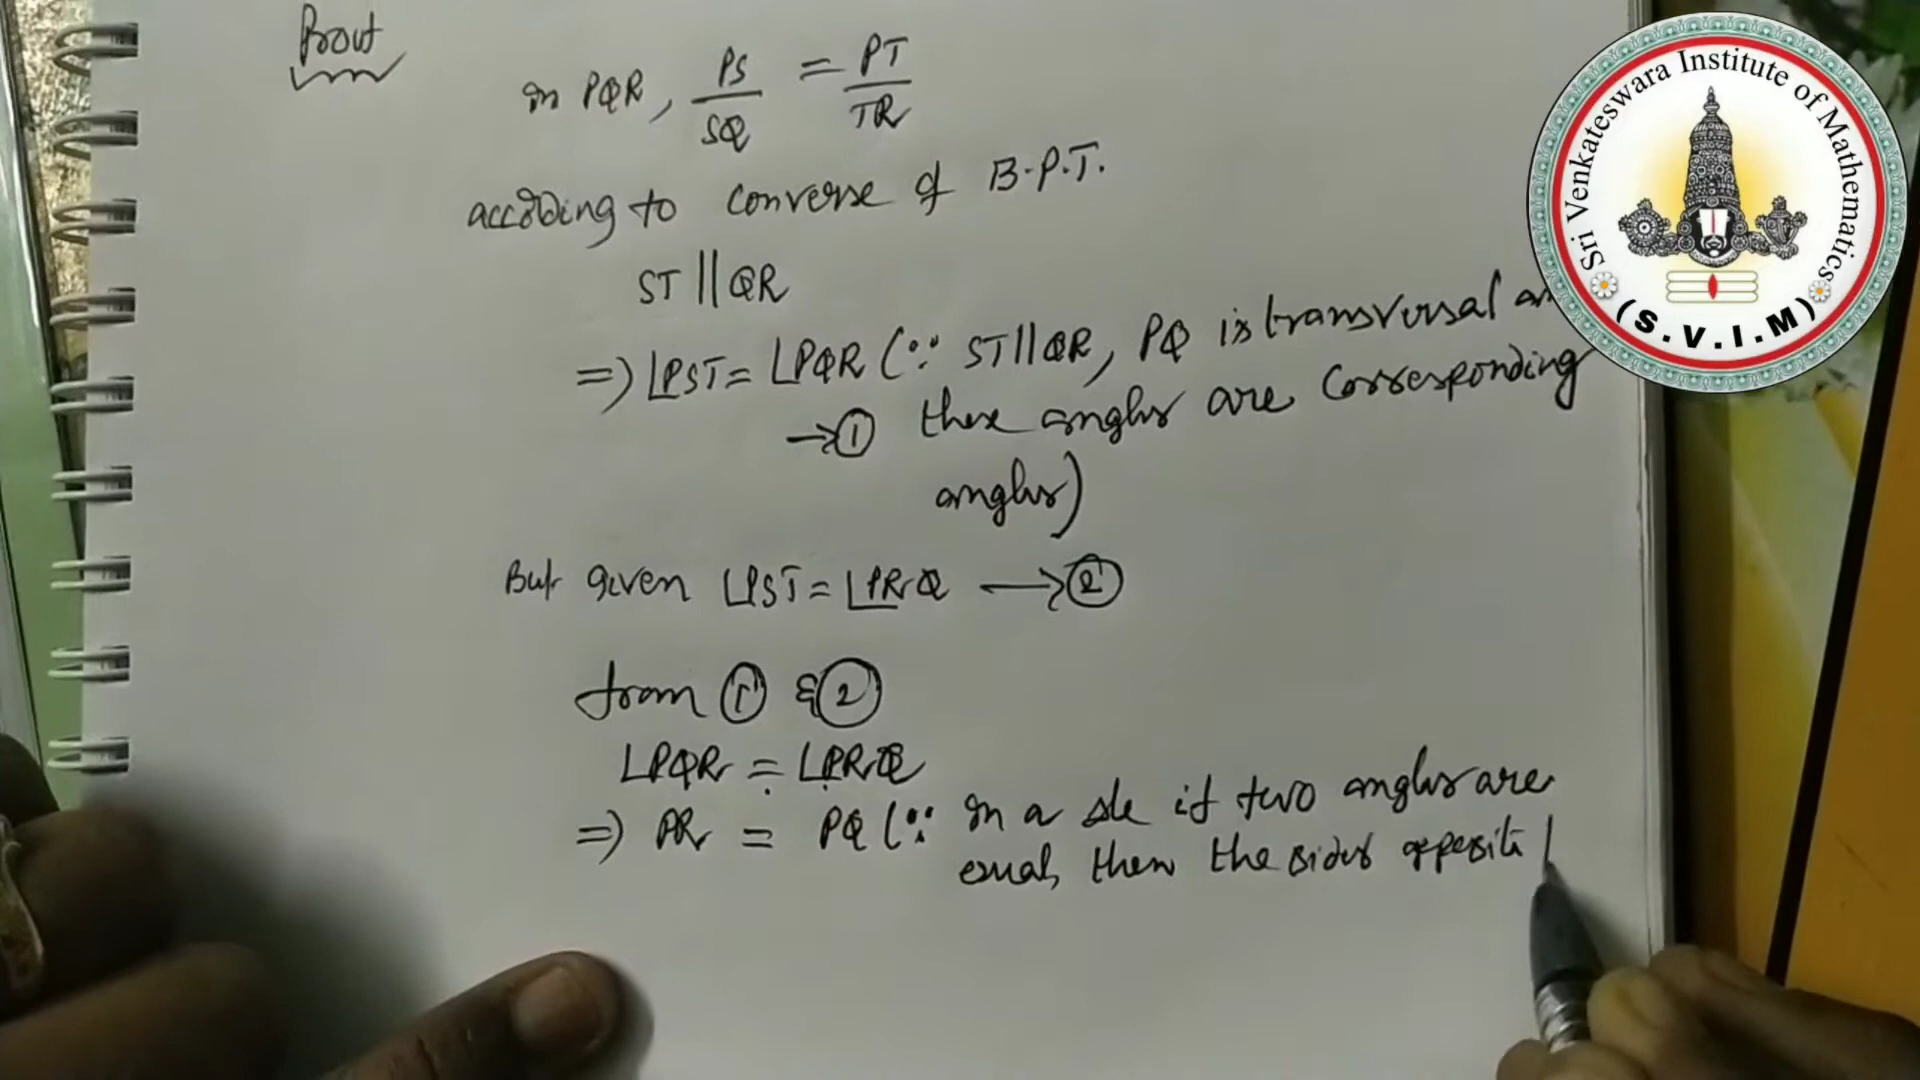 Proof
in PQR, PS/SQ = PT/TR
according to converse of B.P.T.
ST || QR
=> ∠PST = ∠PQR (∵ ST || QR, PQ is transversal an
→ ① these angles are corresponding
angles)
But given ∠PST = ∠PRQ → ②
from ① & ②
∠PQR = ∠PRQ
=> PR = PQ (∵ in a △le if two angles are
equal, then the sides opposite
Sri Venkateswara Institute of Mathematics
(S.V.I.M)